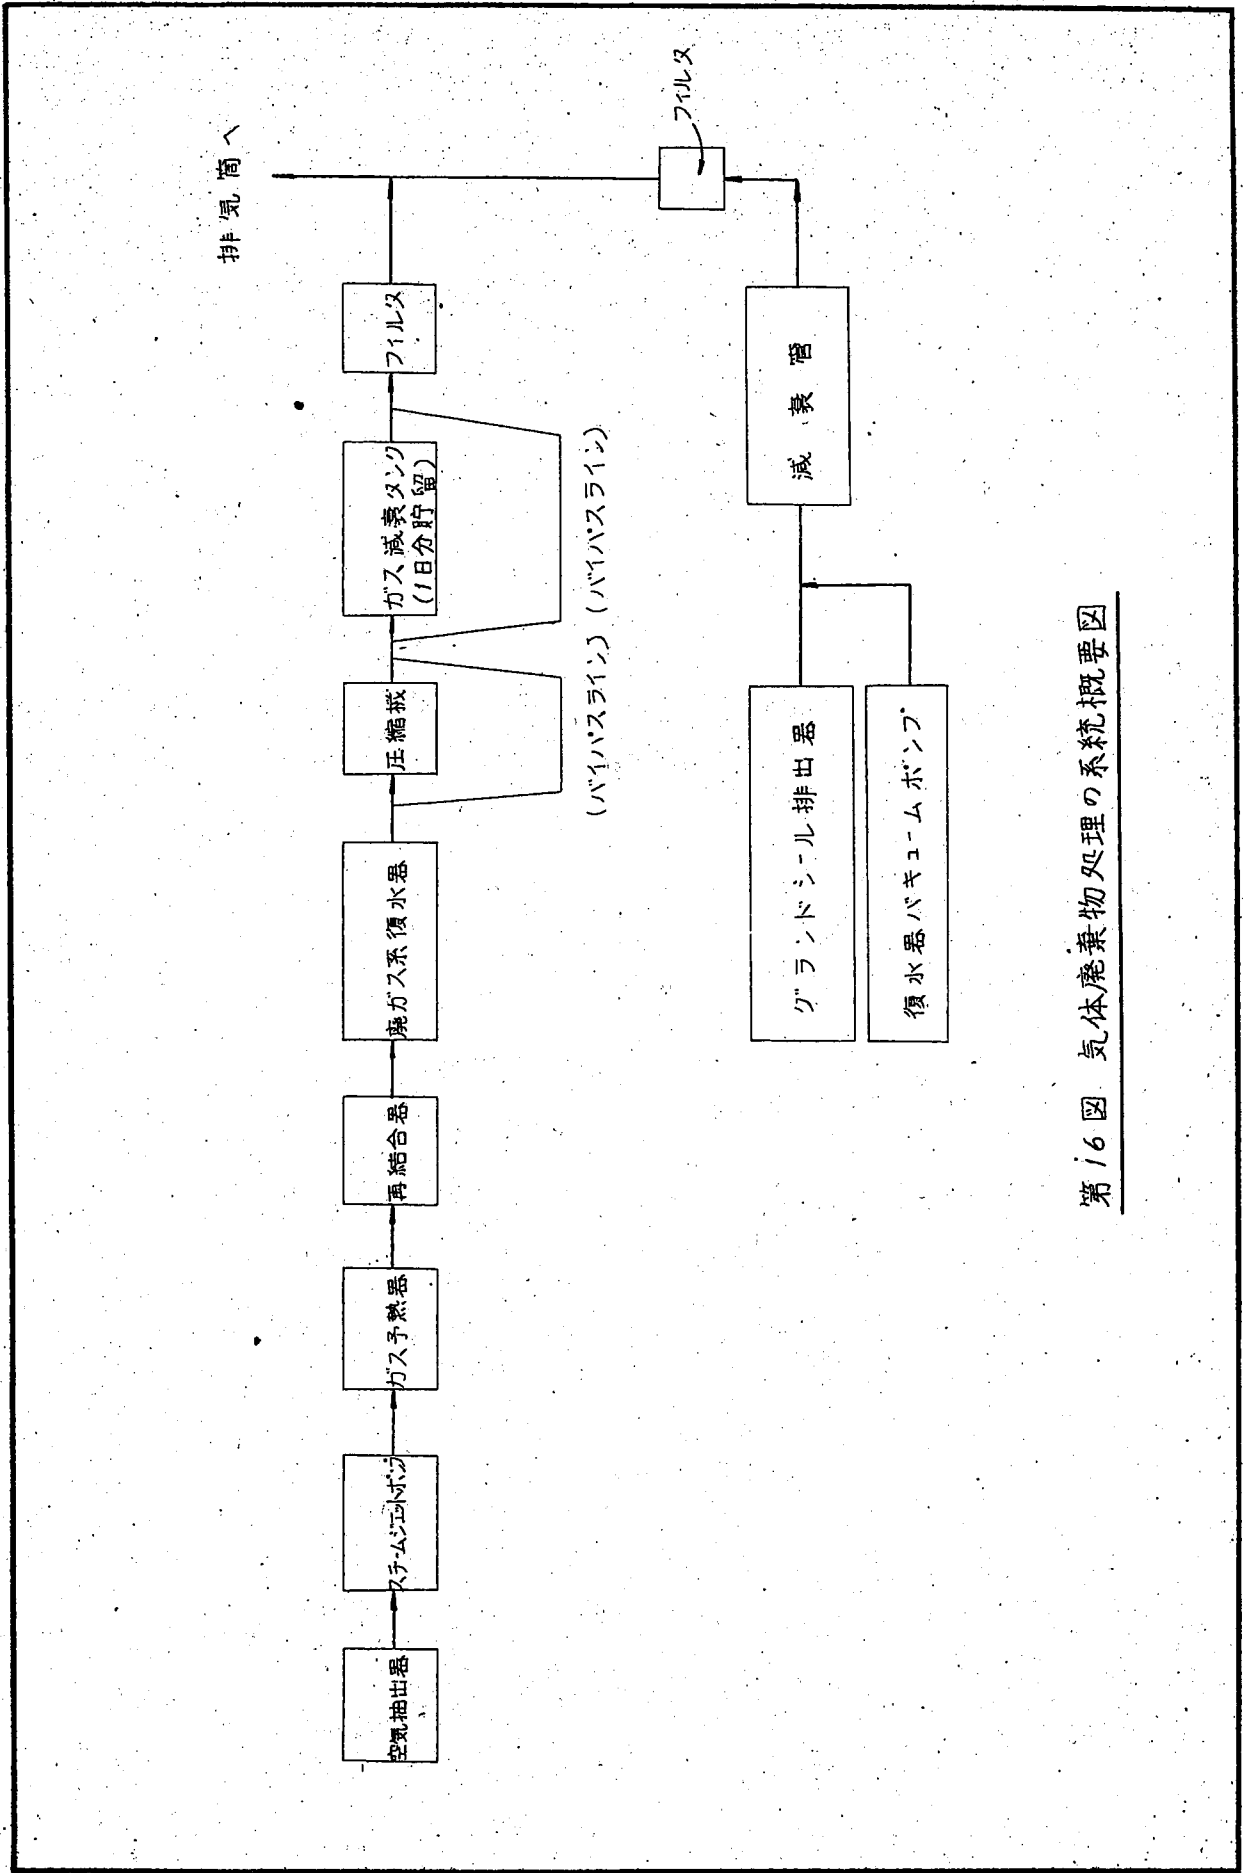 排気筒へ
空気抽出器
スチームジェットポンプ
ガス予熱器
再結合器
廃ガス系復水器
圧縮機
ガス減衰タンク
(1日分貯留)
フィルタ
(バイパスライン)
(バイパスライン)
フィルタ
グランドシール排出器
復水器バキュームポンプ
減衰管
第16図 気体廃棄物処理の系統概要図